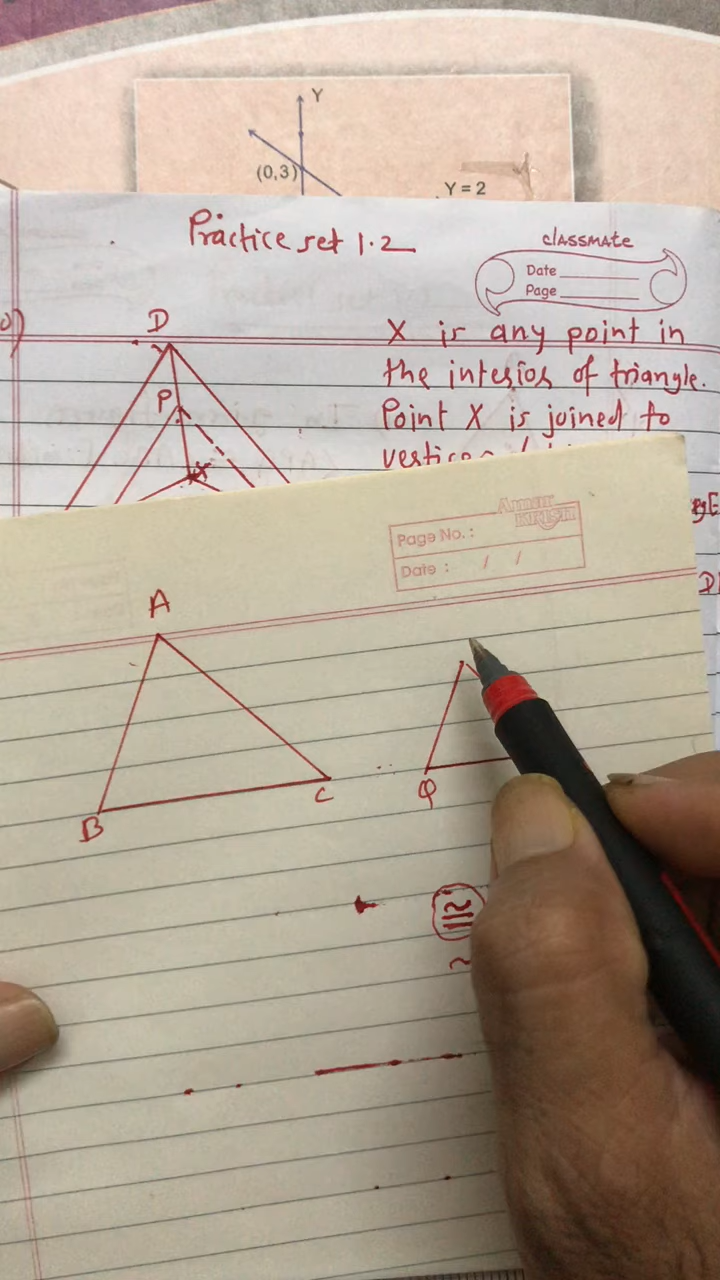 Y
(0,3)
Y = 2
Practice set 1.2
classmate
Date
Page
D
X is any point in
the interior of triangle.
P
Point X is joined to
X
Page No. :
Date : / /
A
B
C
Q
≅
~